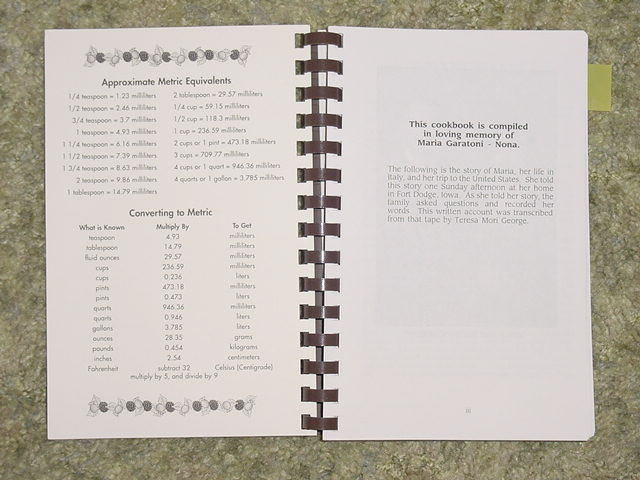 Approximate Metric Equivalents
1/4 teaspoon = 1.23 milliliters
1/2 teaspoon = 2.46 milliliters
3/4 teaspoon = 3.7 milliliters
1 teaspoon = 4.93 milliliters
1 1/4 teaspoon = 6.16 milliliters
1 1/2 teaspoon = 7.39 milliliters
1 3/4 teaspoon = 8.63 milliliters
2 teaspoon = 9.86 milliliters
1 tablespoon = 14.79 milliliters
2 tablespoon = 29.57 milliliters
1/4 cup = 59.15 milliliters
1/2 cup = 118.3 milliliters
1 cup = 236.59 milliliters
2 cups or 1 pint = 473.18 milliliters
3 cups = 709.77 milliliters
4 cups or 1 quart = 946.36 milliliters
4 quarts or 1 gallon = 3.785 milliliters
Converting to Metric
What is Known Multiply By To Get
teaspoon 4.93 milliliters
tablespoon 14.79 milliliters
fluid ounces 29.57 milliliters
cups 236.59 milliliters
cups 0.236 liters
pints 473.18 milliliters
pints 0.473 liters
quarts 946.36 milliliters
quarts 0.946 liters
gallons 3.785 liters
ounces 28.35 grams
pounds 0.454 kilograms
inches 2.54 centimeters
Fahrenheit subtract 32 Celsius (Centigrade)
multiply by 5, and divide by 9
This cookbook is compiled
in loving memory of
Maria Garatoni - Nona.
The following is the story of Maria, her life in
Italy, and her trip to the United States. She told
this story one Sunday afternoon at her home
in Fort Dodge, Iowa. As she told her story, the
family asked questions and recorded her
words. This written account was transcribed
from that tape by Teresa Mori George.
iii